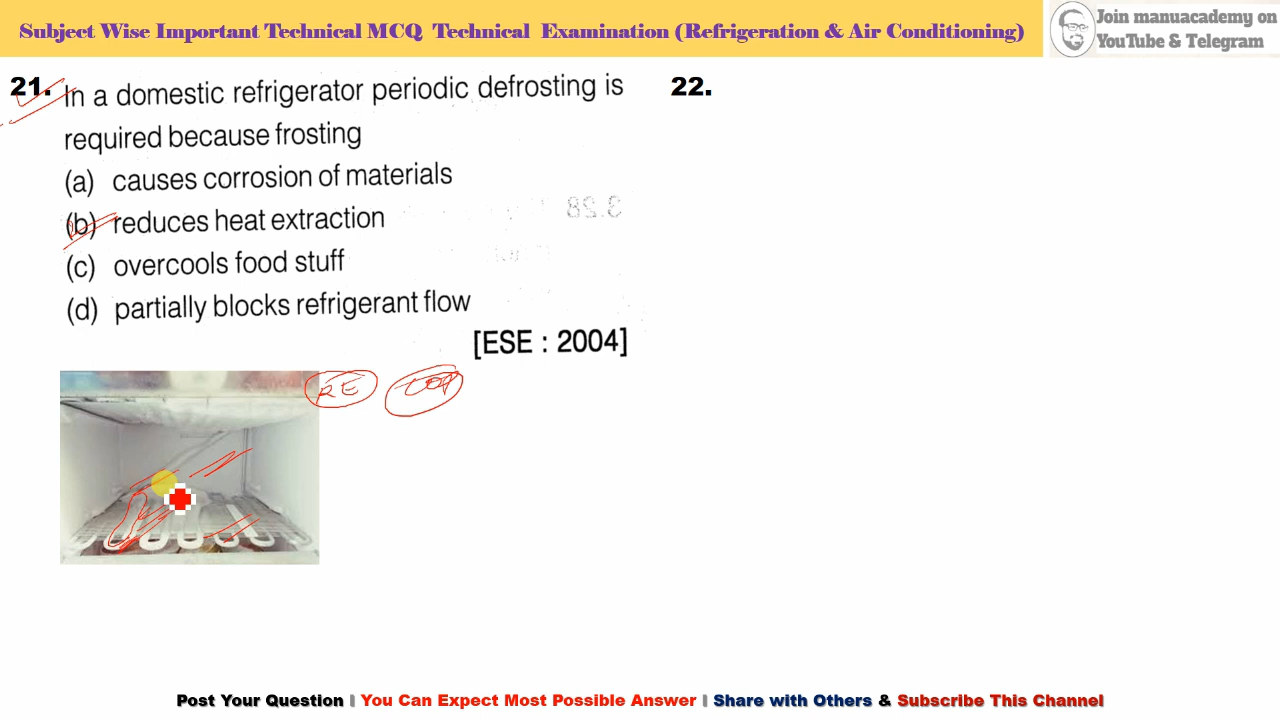 Subject Wise Important Technical MCQ Technical Examination (Refrigeration & Air Conditioning)
Join manuacademy on
YouTube & Telegram
21. In a domestic refrigerator periodic defrosting is
required because frosting
(a) causes corrosion of materials
(b) reduces heat extraction
(c) overcools food stuff
(d) partially blocks refrigerant flow
[ESE : 2004]
RE
22.
Post Your Question | You Can Expect Most Possible Answer | Share with Others & Subscribe This Channel